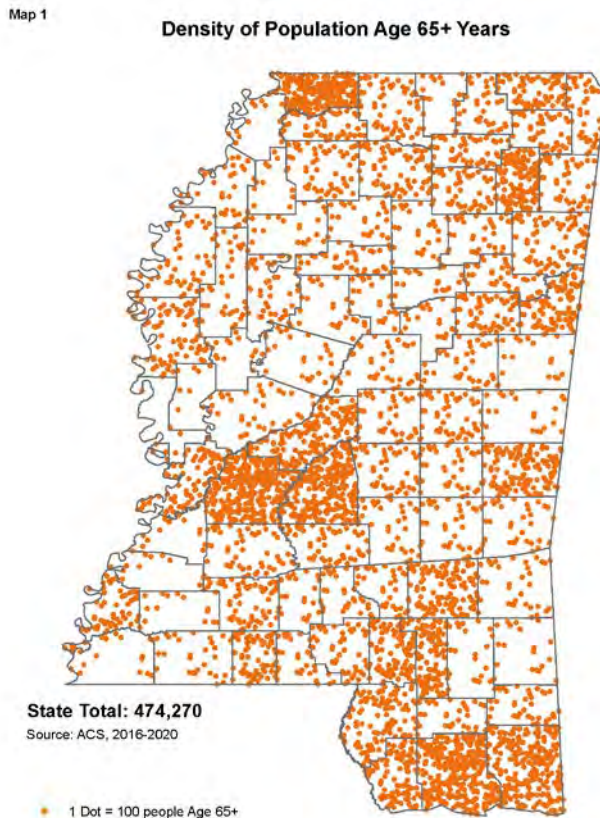 Map 1
Density of Population Age 65+ Years
State Total: 474,270
Source: ACS, 2016-2020
1 Dot = 100 people Age 65+